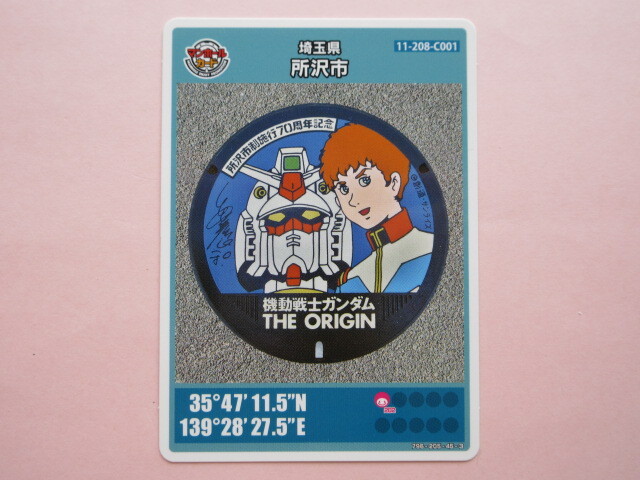 マンホール
カード
埼玉県
所沢市
11-208-C001
所沢市制施行70周年記念
機動戦士ガンダム
THE ORIGIN
35°47'11.5"N
139°28'27.5"E